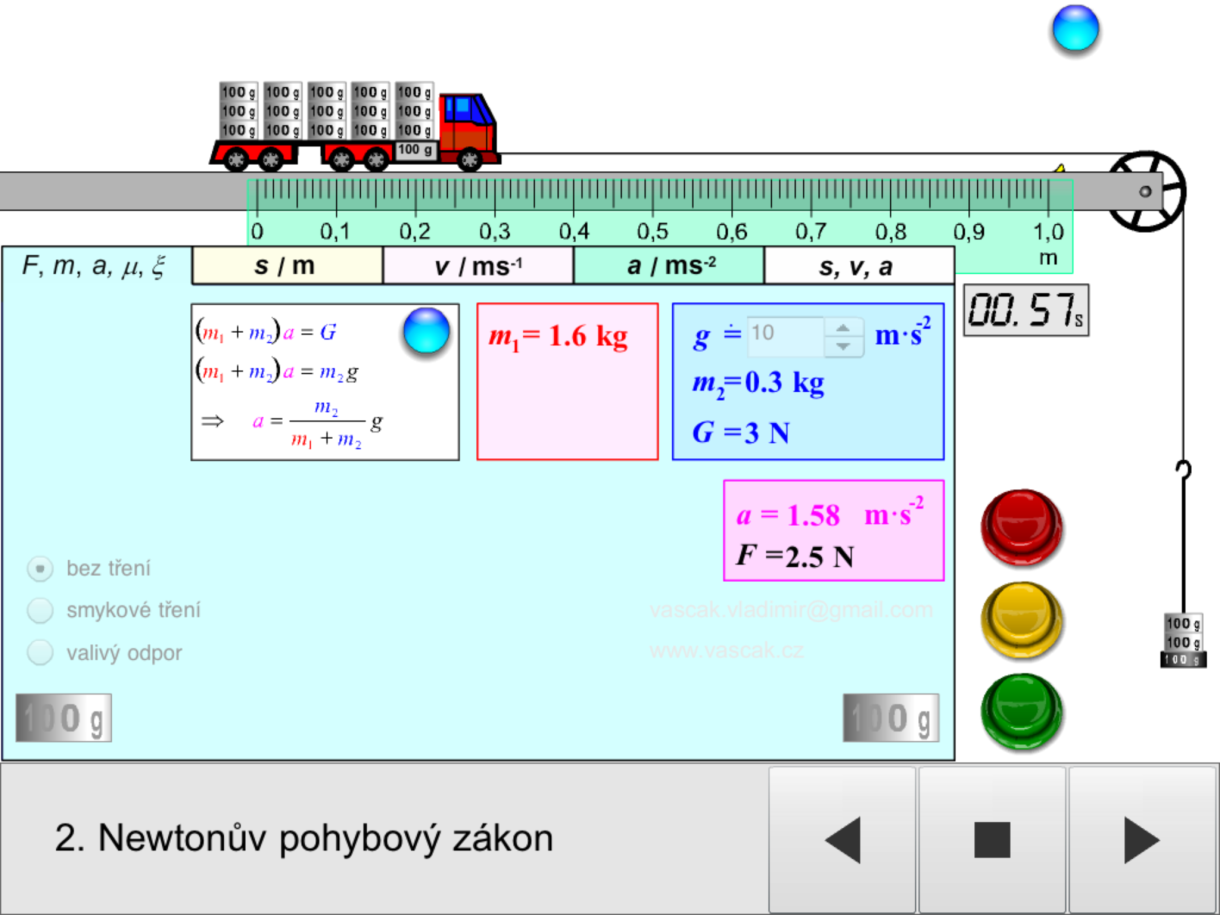 100 g 100 g 100 g 100 g 100 g
100 g 100 g 100 g 100 g 100 g
100 g 100 g 100 g 100 g 100 g
100 g
0 0,1 0,2 0,3 0,4 0,5 0,6 0,7 0,8 0,9 1,0
m
F, m, a, μ, ξ s / m v / ms⁻¹ a / ms⁻² s, v, a
00.57s
(m₁ + m₂)a = G
(m₁ + m₂)a = m₂g
⇒ a = m₂ / (m₁ + m₂) g
m₁= 1.6 kg
g ≐ 10 m·s⁻²
m₂=0.3 kg
G =3 N
a = 1.58 m·s⁻²
F =2.5 N
bez tření
smykové tření
valivý odpor
vascak.vladimir@gmail.com
www.vascak.cz
100 g
100 g
100 g
100 g
100 g
2. Newtonův pohybový zákon